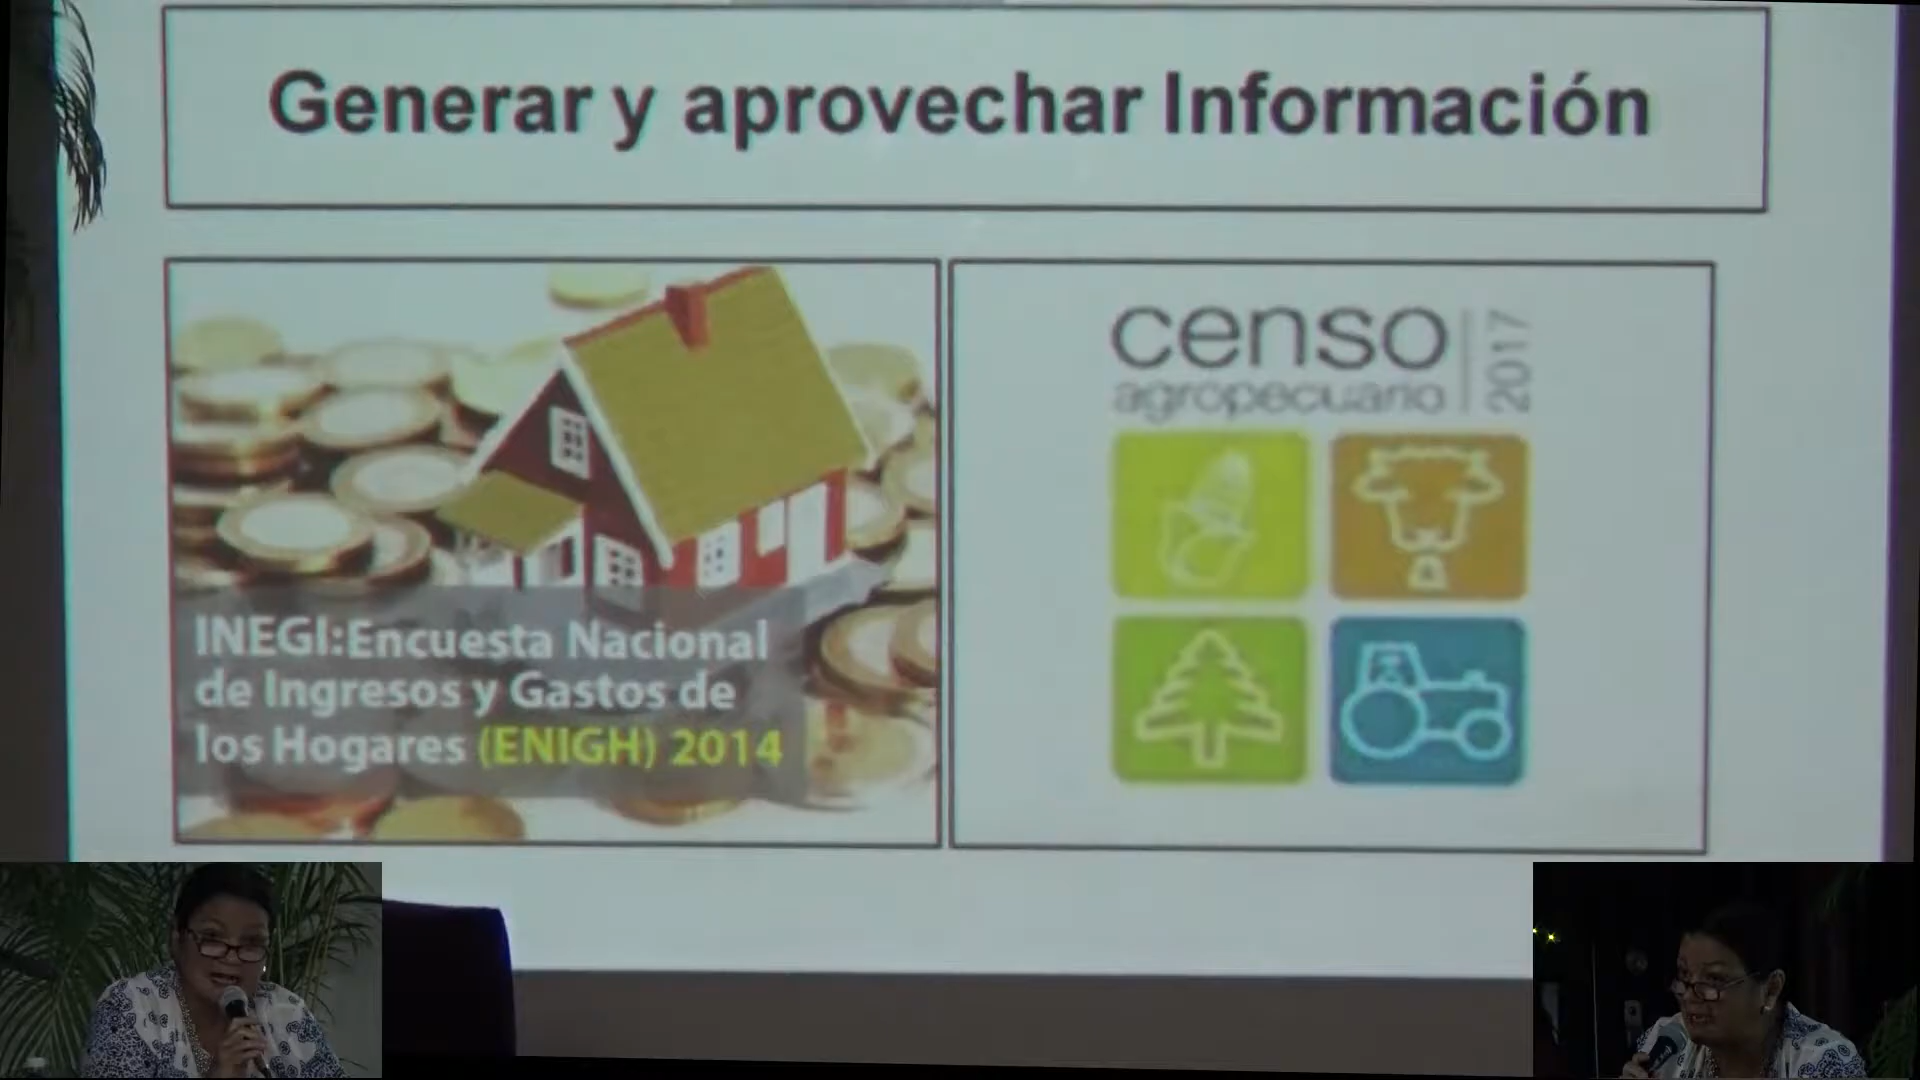 Generar y aprovechar Información
INEGI:Encuesta Nacional
de Ingresos y Gastos de
los Hogares (ENIGH) 2014
censo
agropecuario
2017